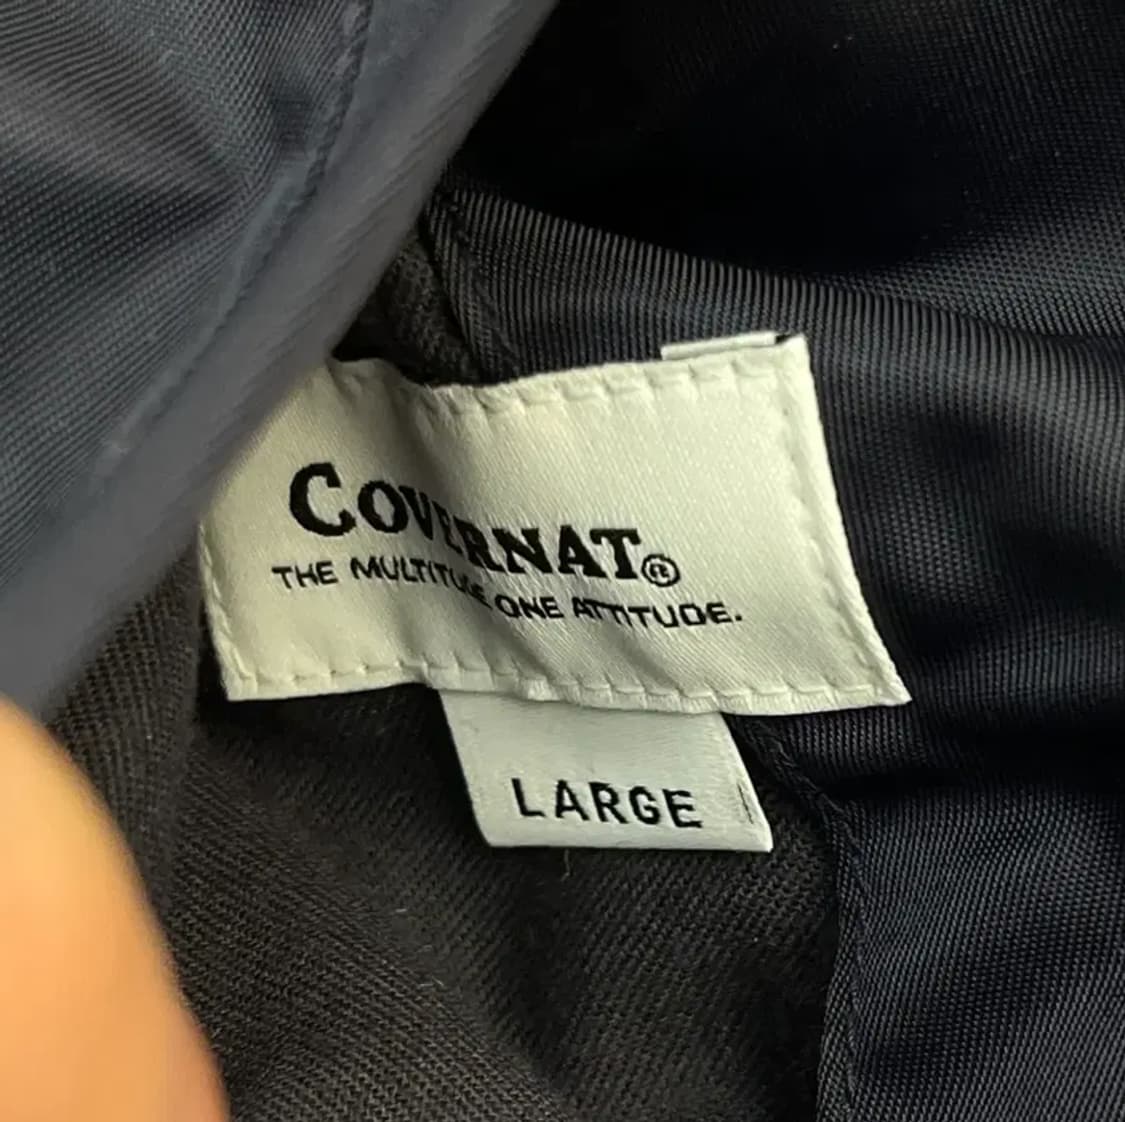 COVERNAT®
THE MULTITUDE ONE ATTITUDE.
LARGE